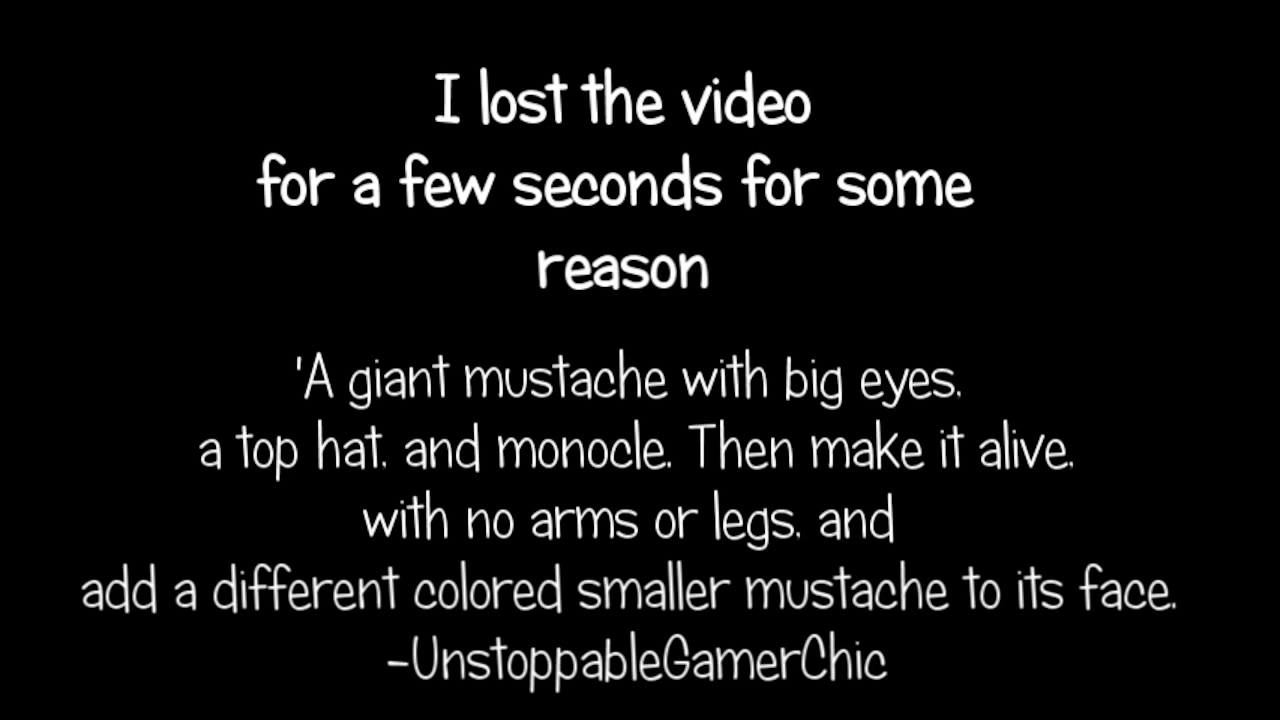 I lost the video
for a few seconds for some
reason
'A giant mustache with big eyes,
a top hat, and monocle. Then make it alive,
with no arms or legs, and
add a different colored smaller mustache to its face.
-UnstoppableGamerChic